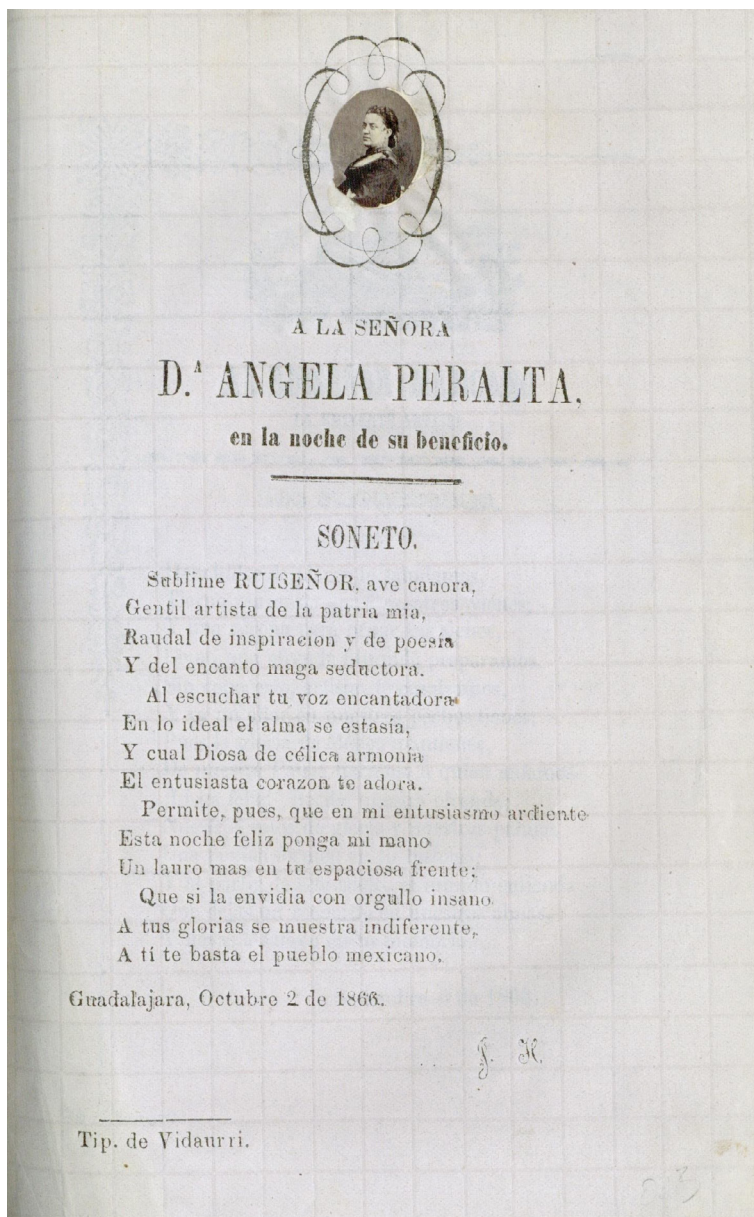 A LA SEÑORA
D.ᴬ ANGELA PERALTA,
en la noche de su beneficio.
SONETO.
Sublime RUISEÑOR, ave canora,
Gentil artista de la patria mia,
Raudal de inspiracion y de poesía
Y del encanto maga seductora.
Al escuchar tu voz encantadora
En lo ideal el alma se estasía,
Y cual Diosa de célica armonía
El entusiasta corazon te adora.
Permite, pues, que en mi entusiasmo ardiente
Esta noche feliz ponga mi mano
Un lauro mas en tu espaciosa frente;
Que si la envidia con orgullo insano
A tus glorias se muestra indiferente,
A tí te basta el pueblo mexicano.
Guadalajara, Octubre 2 de 1866.
J. H.
Tip. de Vidaurri.